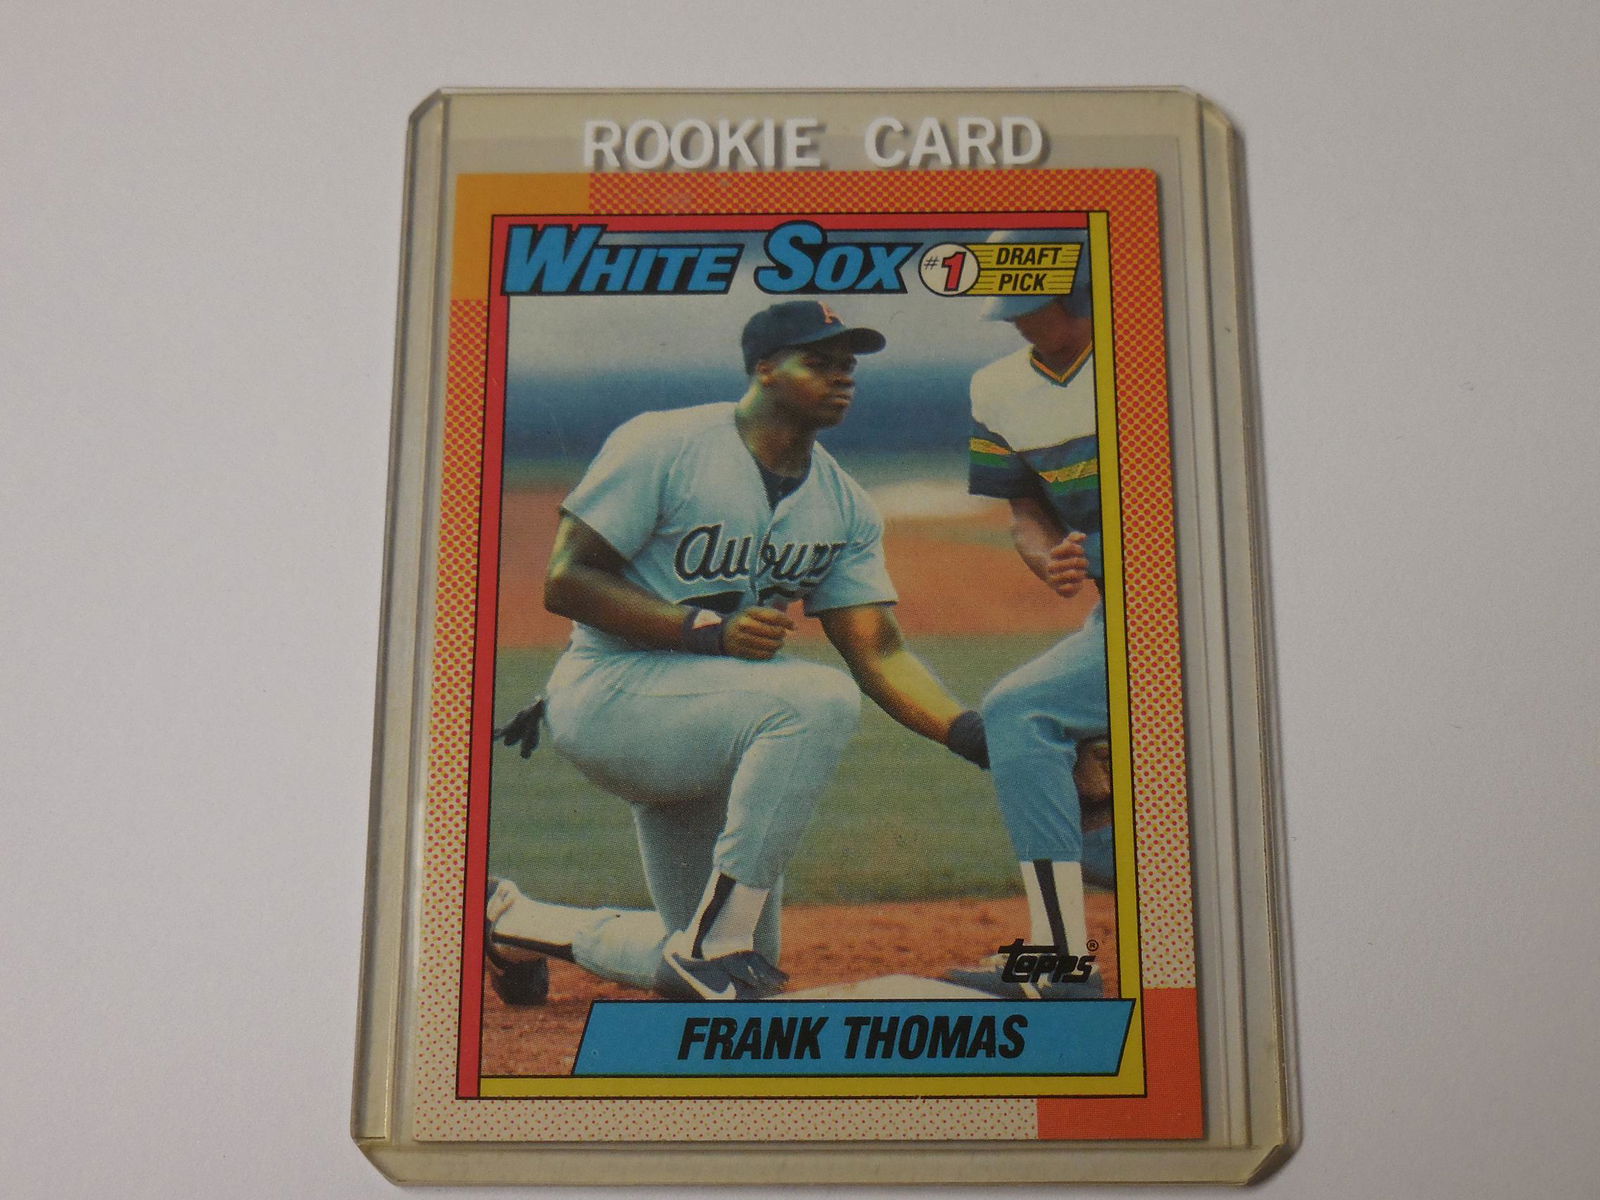 ROOKIE CARD
WHITE SOX #1 DRAFT PICK
A
Auburn
topps®
FRANK THOMAS